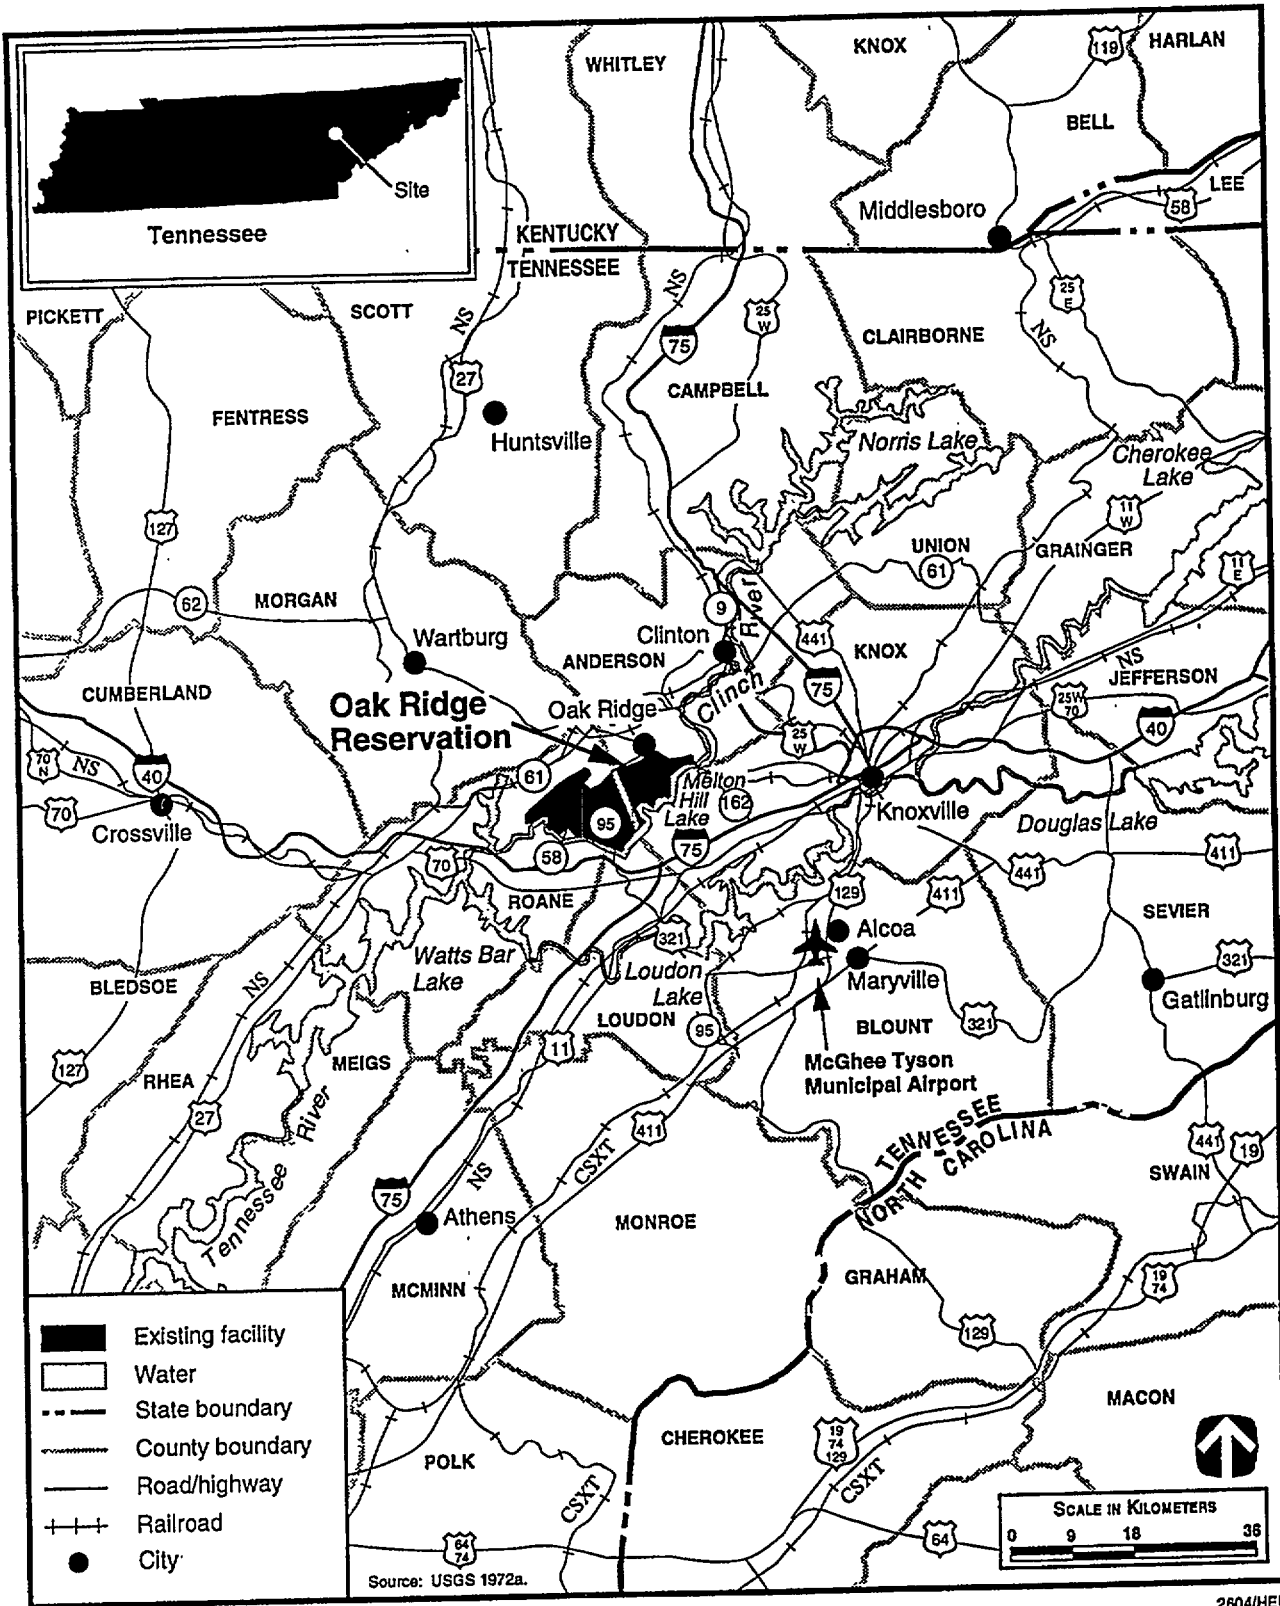 KNOX
119
HARLAN
WHITLEY
BELL
LEE
58
Middlesboro
Site
Tennessee
KENTUCKY
TENNESSEE
NS
25
E
25
W
PICKETT
SCOTT
NS
75
NS
CLAIRBORNE
27
CAMPBELL
FENTRESS
Huntsville
Norris Lake
Cherokee
Lake
11
W
127
UNION
61
GRAINGER
11
E
62
MORGAN
9
River
441
Clinton
Wartburg
ANDERSON
KNOX
NS
JEFFERSON
CUMBERLAND
Clinch
75
25W
70
Oak Ridge
Reservation
Oak Ridge
25
W
40
70
N
NS
40
61
Melton
Hill
Lake
162
70
Crossville
95
Knoxville
Douglas Lake
70
58
75
441
411
ROANE
129
411
SEVIER
321
Alcoa
Watts Bar
Lake
Loudon
Lake
Maryville
321
Gatlinburg
BLEDSOE
NS
LOUDON
95
BLOUNT
321
11
127
RHEA
MEIGS
McGhee Tyson
Municipal Airport
27
River
411
TENNESSEE
NORTH CAROLINA
441
19
CSXT
SWAIN
Tennessee
75
NS
Athens
MONROE
MCMINN
GRAHAM
19
74
129
Existing facility
Water
State boundary
County boundary
Road/highway
Railroad
City
MACON
CHEROKEE
19
74
129
POLK
CSXT
CSXT
SCALE IN KILOMETERS
0 9 18 36
64
74
64
Source: USGS 1972a.
2604/HE